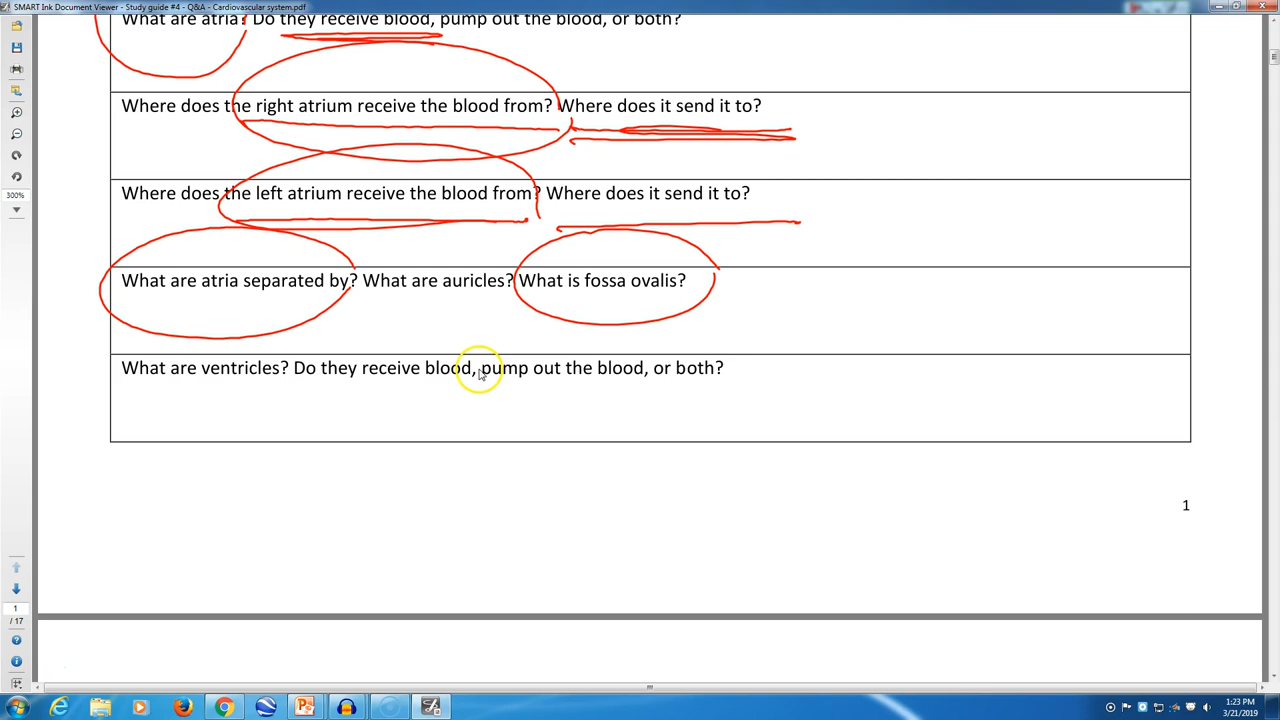 SMART Ink Document Viewer - Study guide #4 - Q&A - Cardiovascular system.pdf
What are atria? Do they receive blood, pump out the blood, or both?
Where does the right atrium receive the blood from? Where does it send it to?
Where does the left atrium receive the blood from? Where does it send it to?
What are atria separated by? What are auricles? What is fossa ovalis?
What are ventricles? Do they receive blood, pump out the blood, or both?
1
300%
1
/ 17
1:23 PM
3/21/2019